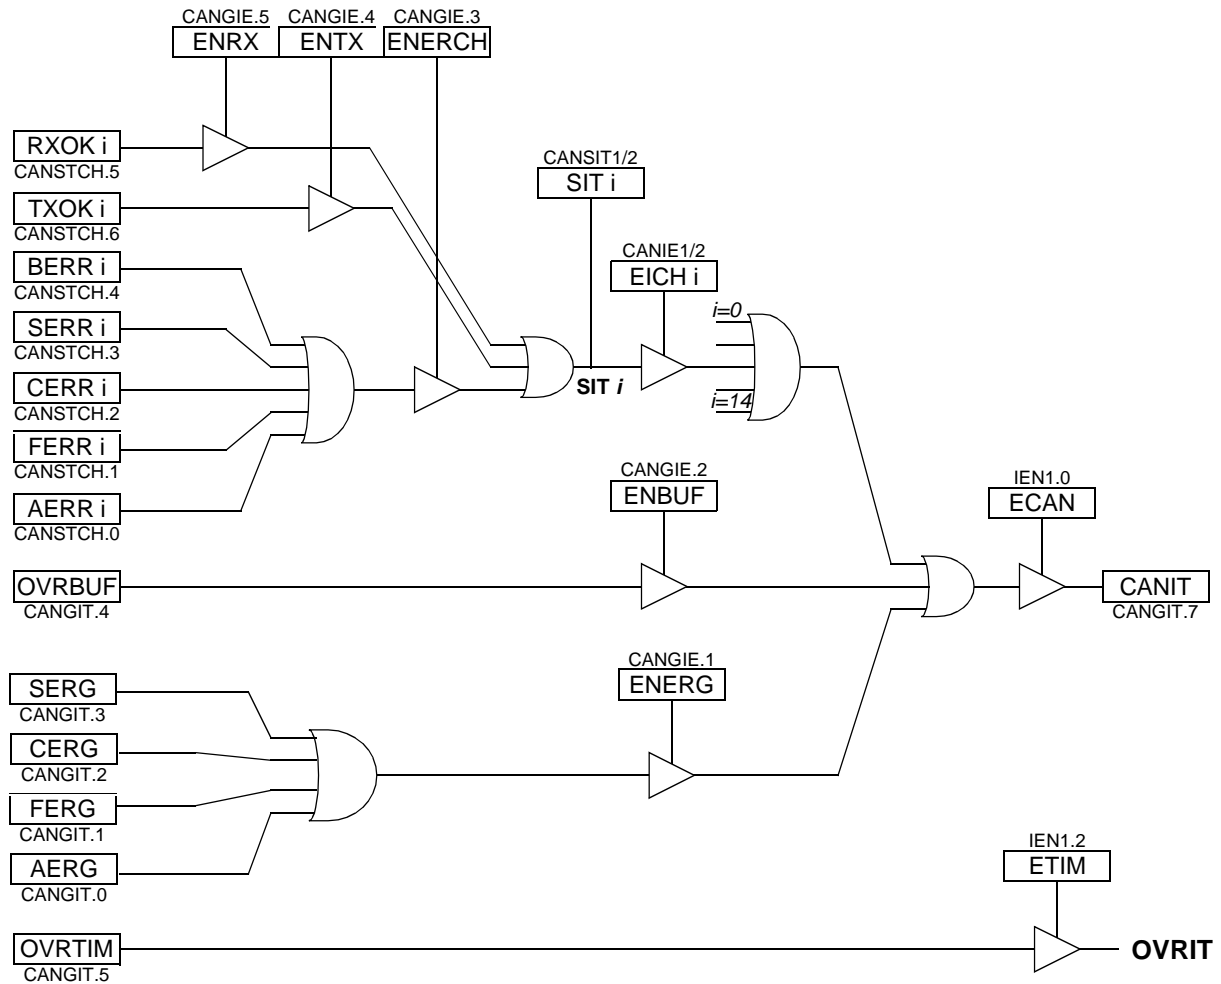 CANGIE.5 CANGIE.4 CANGIE.3
ENRX ENTX ENERCH
RXOK i
CANSTCH.5
TXOK i
CANSTCH.6
BERR i
CANSTCH.4
SERR i
CANSTCH.3
CERR i
CANSTCH.2
FERR i
CANSTCH.1
AERR i
CANSTCH.0
CANSIT1/2
SIT i
CANIE1/2
EICH i
i=0
SIT i
i=14
CANGIE.2
ENBUF
IEN1.0
ECAN
OVRBUF
CANGIT.4
CANIT
CANGIT.7
CANGIE.1
ENERG
SERG
CANGIT.3
CERG
CANGIT.2
FERG
CANGIT.1
AERG
CANGIT.0
IEN1.2
ETIM
OVRTIM
CANGIT.5
OVRIT